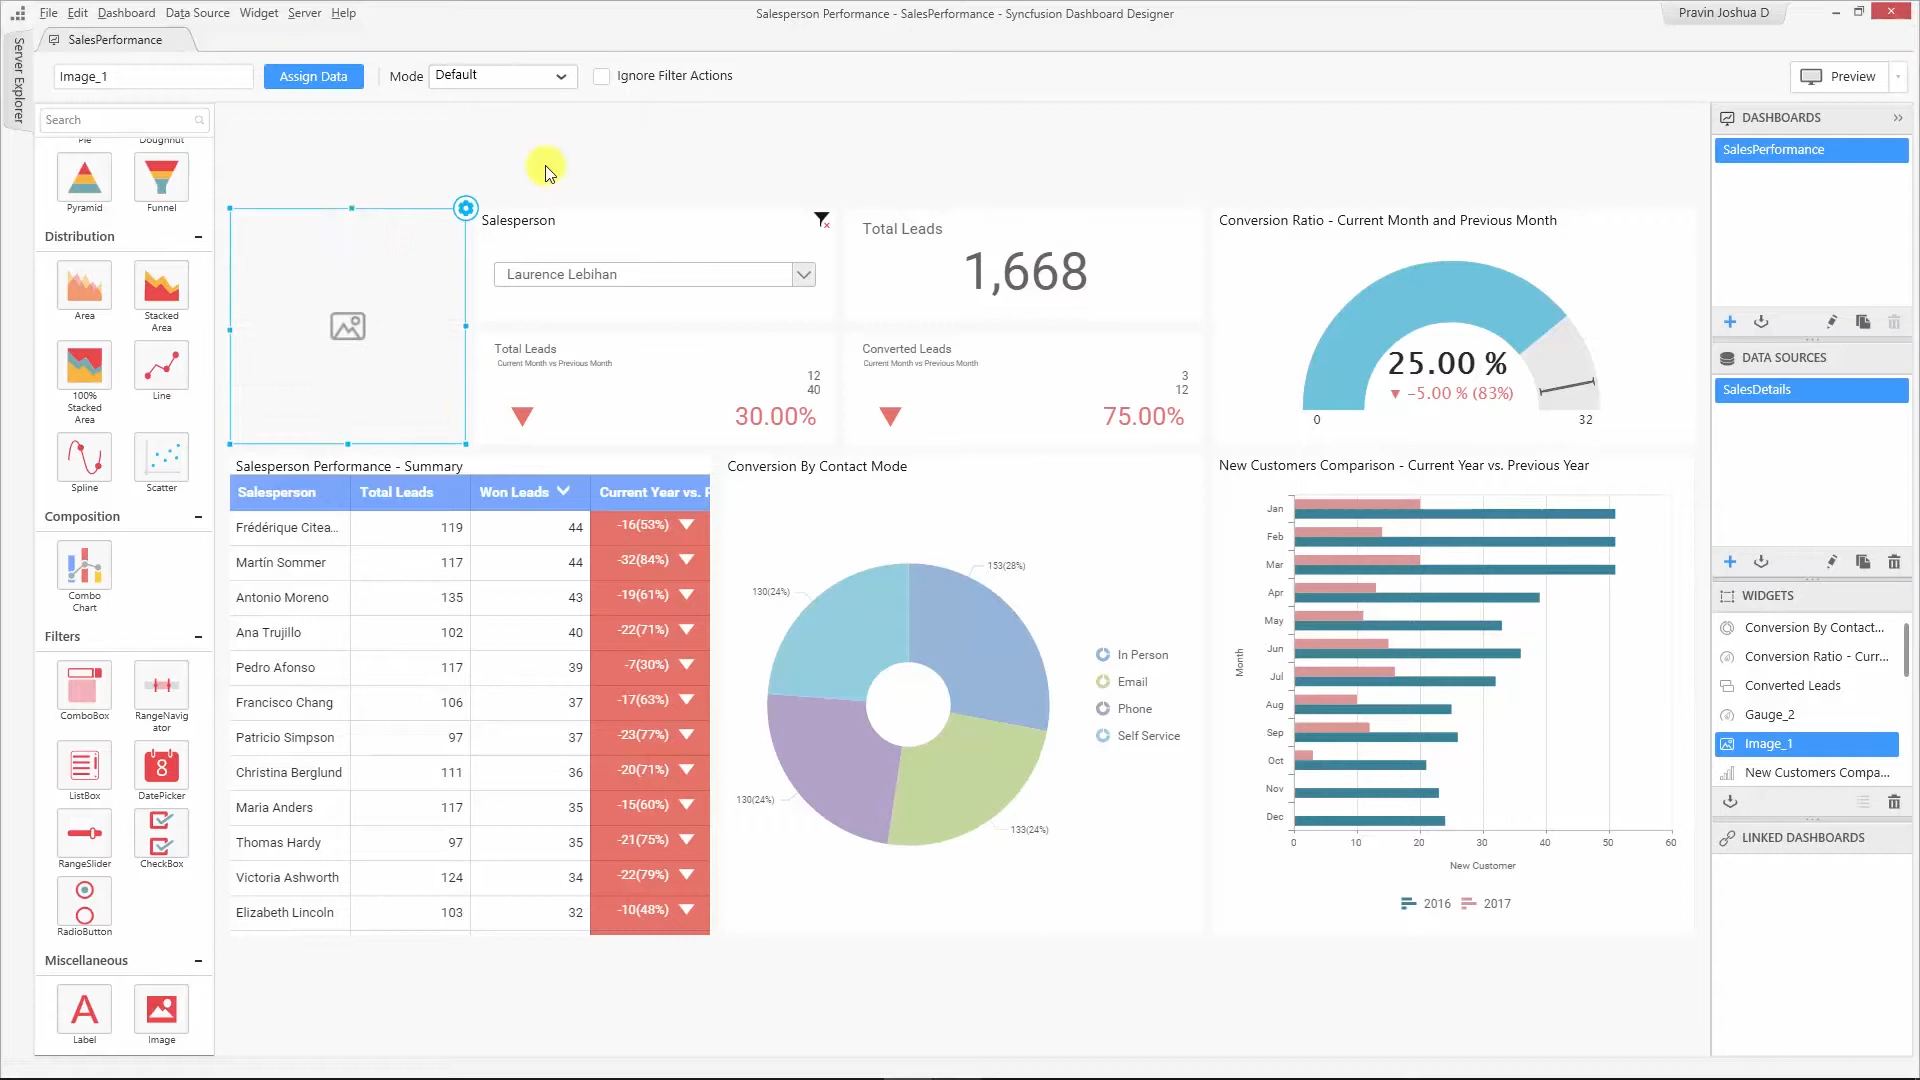 File Edit Dashboard Data Source Widget Server Help
Salesperson Performance - SalesPerformance - Syncfusion Dashboard Designer
Pravin Joshua D
Server Explorer
SalesPerformance
Image_1
Assign Data
Mode
Default
Ignore Filter Actions
Preview
Search
Pie
Doughnut
Pyramid
Funnel
Distribution
Area
Stacked
Area
100%
Stacked
Area
Line
Spline
Scatter
Composition
Combo
Chart
Filters
ComboBox
RangeNavig
ator
ListBox
8
DatePicker
RangeSlider
CheckBox
RadioButton
Miscellaneous
A
Label
Image
Salesperson
Laurence Lebihan
Total Leads
1,668
Total Leads
Current Month vs Previous Month
12
40
30.00%
Converted Leads
Current Month vs Previous Month
3
12
75.00%
Conversion Ratio - Current Month and Previous Month
25.00 %
−5.00 % (83%)
0
32
Salesperson Performance - Summary
Salesperson Total Leads Won Leads Current Year vs. P
Frédérique Citea... 119 44 -16(53%)
Martín Sommer 117 44 -32(84%)
Antonio Moreno 135 43 -19(61%)
Ana Trujillo 102 40 -22(71%)
Pedro Afonso 117 39 -7(30%)
Francisco Chang 106 37 -17(63%)
Patricio Simpson 97 37 -23(77%)
Christina Berglund 111 36 -20(71%)
Maria Anders 117 35 -15(60%)
Thomas Hardy 97 35 -21(75%)
Victoria Ashworth 124 34 -22(79%)
Elizabeth Lincoln 103 32 -10(48%)
Conversion By Contact Mode
153(28%)
130(24%)
130(24%)
133(24%)
In Person
Email
Phone
Self Service
New Customers Comparison - Current Year vs. Previous Year
Month
Jan
Feb
Mar
Apr
May
Jun
Jul
Aug
Sep
Oct
Nov
Dec
0 10 20 30 40 50 60
New Customer
2016 2017
DASHBOARDS
SalesPerformance
DATA SOURCES
SalesDetails
WIDGETS
Conversion By Contact...
Conversion Ratio - Curr...
Converted Leads
Gauge_2
Image_1
New Customers Compa...
LINKED DASHBOARDS